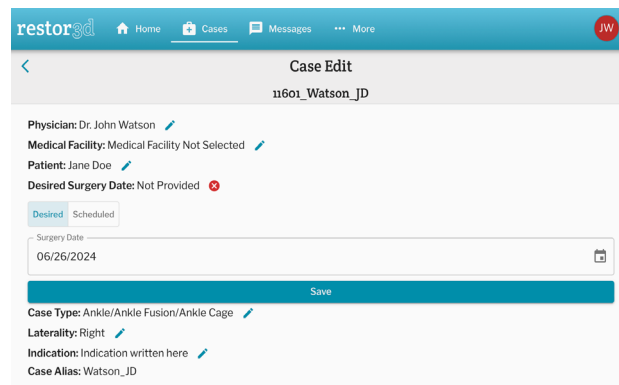 restor3d Home Cases Messages More JW
Case Edit
11601_Watson_JD
Physician: Dr. John Watson
Medical Facility: Medical Facility Not Selected
Patient: Jane Doe
Desired Surgery Date: Not Provided
Desired Scheduled
Surgery Date
06/26/2024
Save
Case Type: Ankle/Ankle Fusion/Ankle Cage
Laterality: Right
Indication: Indication written here
Case Alias: Watson_JD